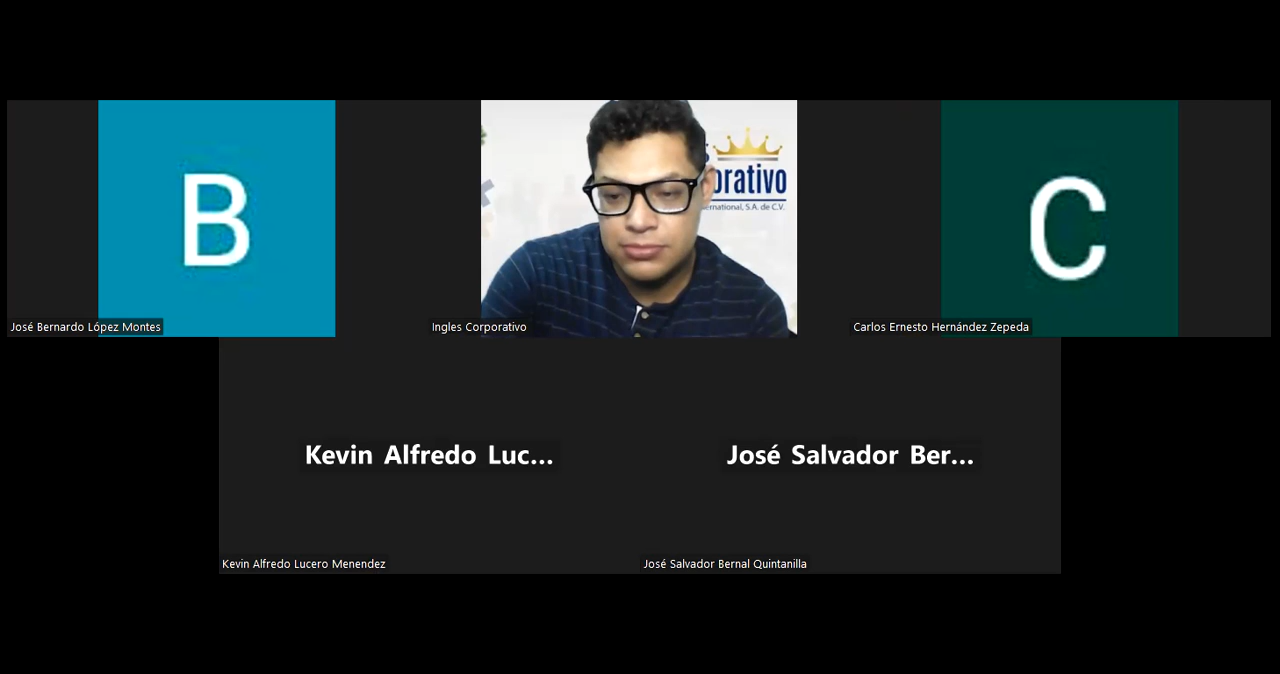 B
orativo
ernational, S.A. de C.V.
C
José Bernardo López Montes
Ingles Corporativo
Carlos Ernesto Hernández Zepeda
Kevin Alfredo Luc...
José Salvador Ber...
Kevin Alfredo Lucero Menendez
José Salvador Bernal Quintanilla